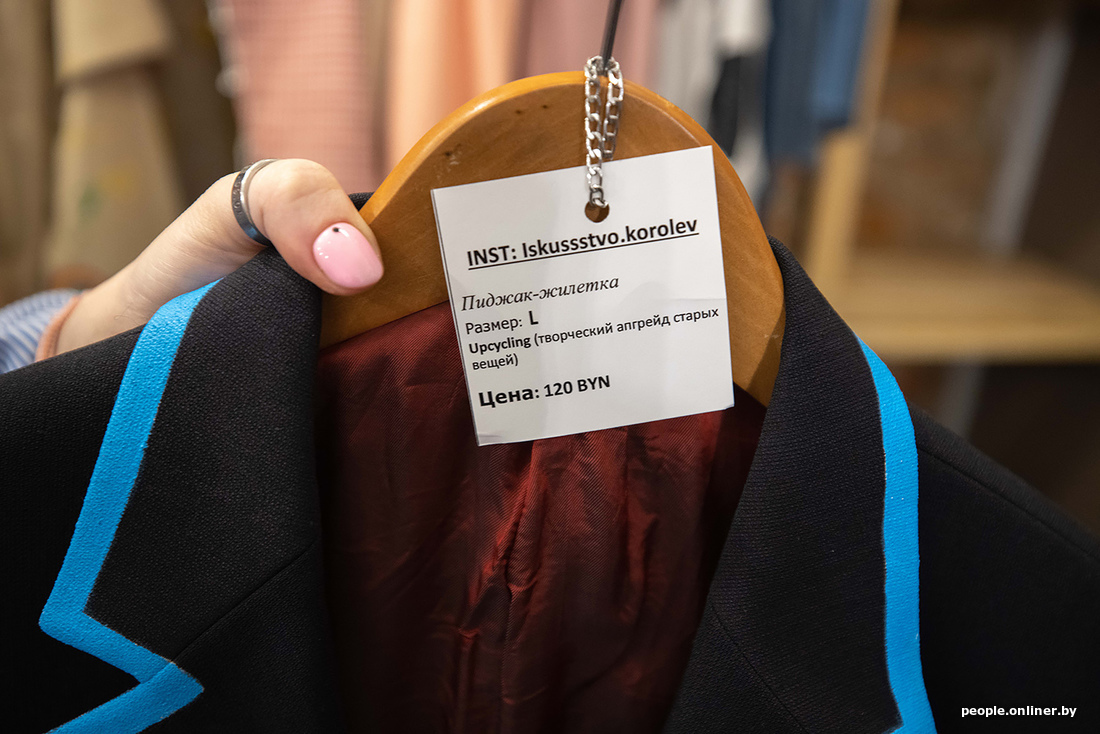 INST: Iskussstvo.korolev
Пиджак-жилетка
Размер: L
Upcycling (творческий апгрейд старых
вещей)
Цена: 120 BYN
people.onliner.by